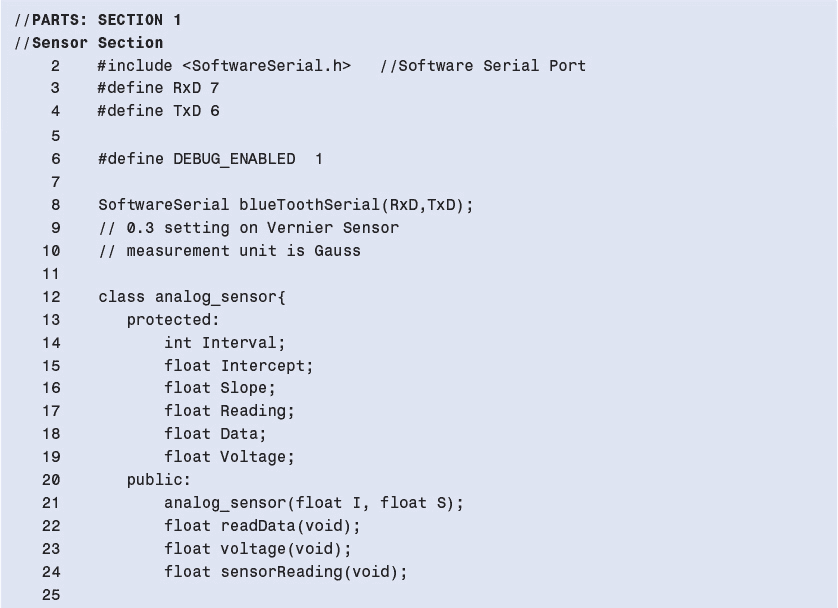 //PARTS: SECTION 1
//Sensor Section
2 #include <SoftwareSerial.h> //Software Serial Port
3 #define RxD 7
4 #define TxD 6
5
6 #define DEBUG_ENABLED 1
7
8 SoftwareSerial blueToothSerial(RxD,TxD);
9 // 0.3 setting on Vernier Sensor
10 // measurement unit is Gauss
11
12 class analog_sensor{
13 protected:
14 int Interval;
15 float Intercept;
16 float Slope;
17 float Reading;
18 float Data;
19 float Voltage;
20 public:
21 analog_sensor(float I, float S);
22 float readData(void);
23 float voltage(void);
24 float sensorReading(void);
25